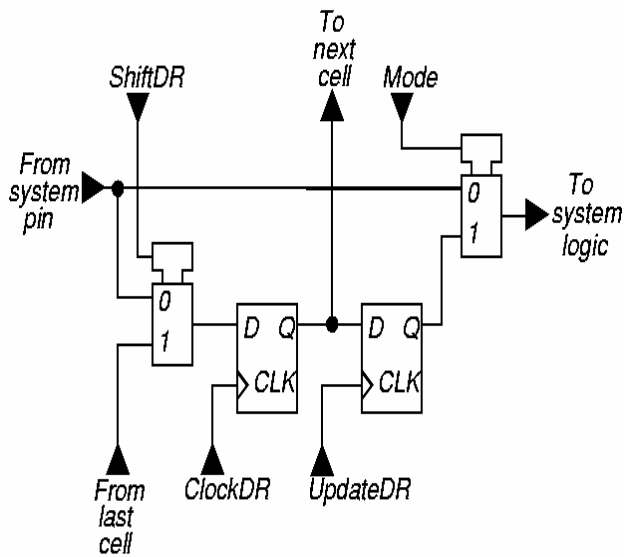 To
next
cell
ShiftDR
Mode
From
system
pin
0
1
To
system
logic
0
1
D Q
CLK
D Q
CLK
From
last
cell
ClockDR
UpdateDR